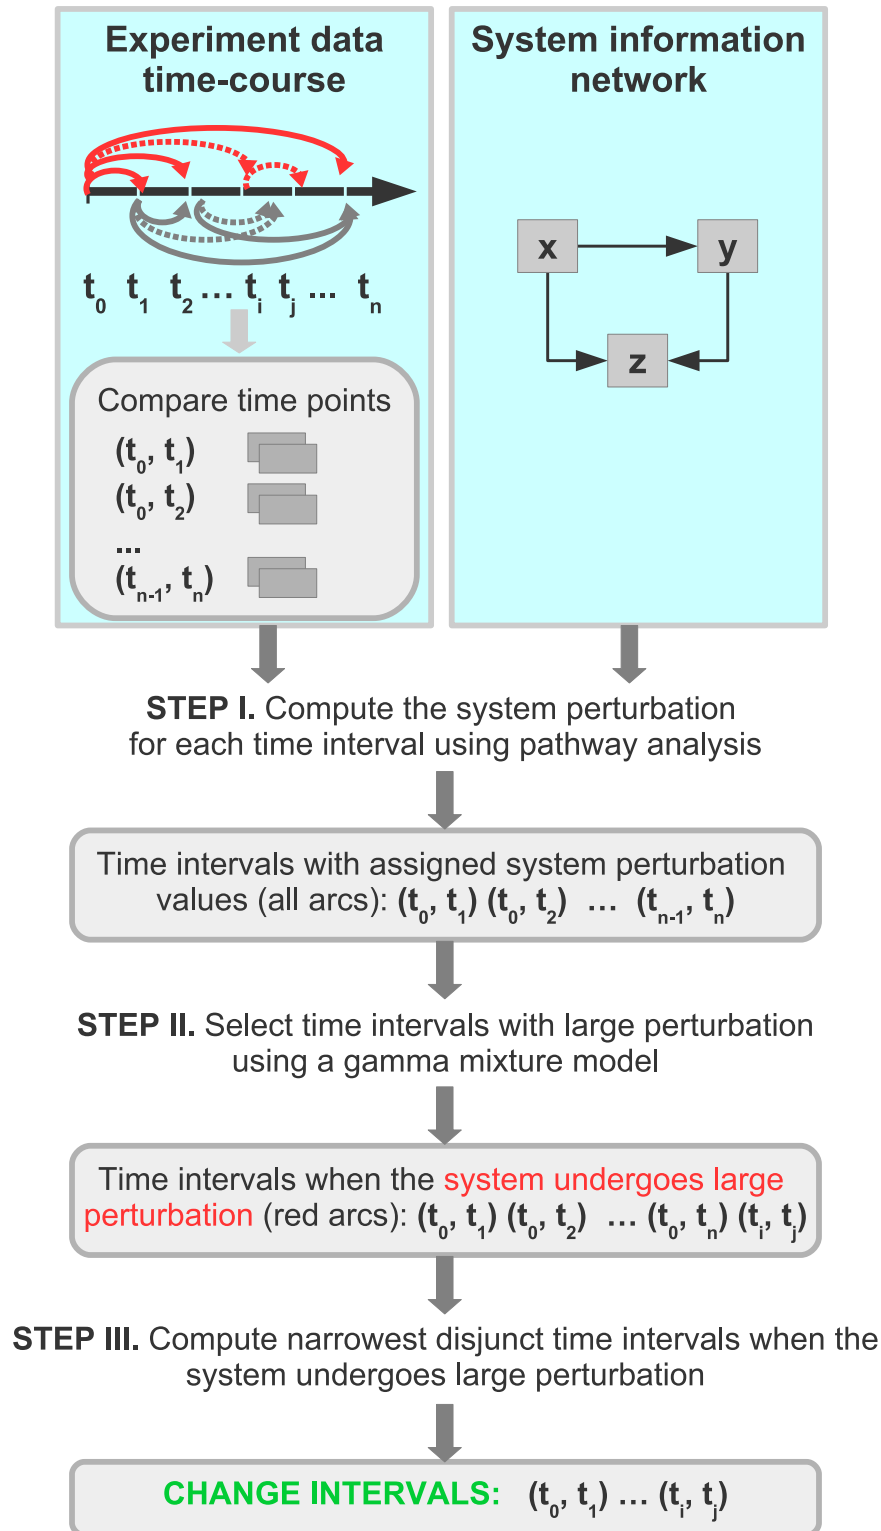 Experiment data
time-course
t0 t1 t2 ... ti tj ... tn
Compare time points
(t0, t1)
(t0, t2)
...
(tn-1, tn)
System information
network
x
y
z
STEP I. Compute the system perturbation
for each time interval using pathway analysis
Time intervals with assigned system perturbation
values (all arcs): (t0, t1) (t0, t2) ... (tn-1, tn)
STEP II. Select time intervals with large perturbation
using a gamma mixture model
Time intervals when the system undergoes large
perturbation (red arcs): (t0, t1) (t0, t2) ... (t0, tn) (ti, tj)
STEP III. Compute narrowest disjunct time intervals when the
system undergoes large perturbation
CHANGE INTERVALS: (t0, t1) ... (ti, tj)